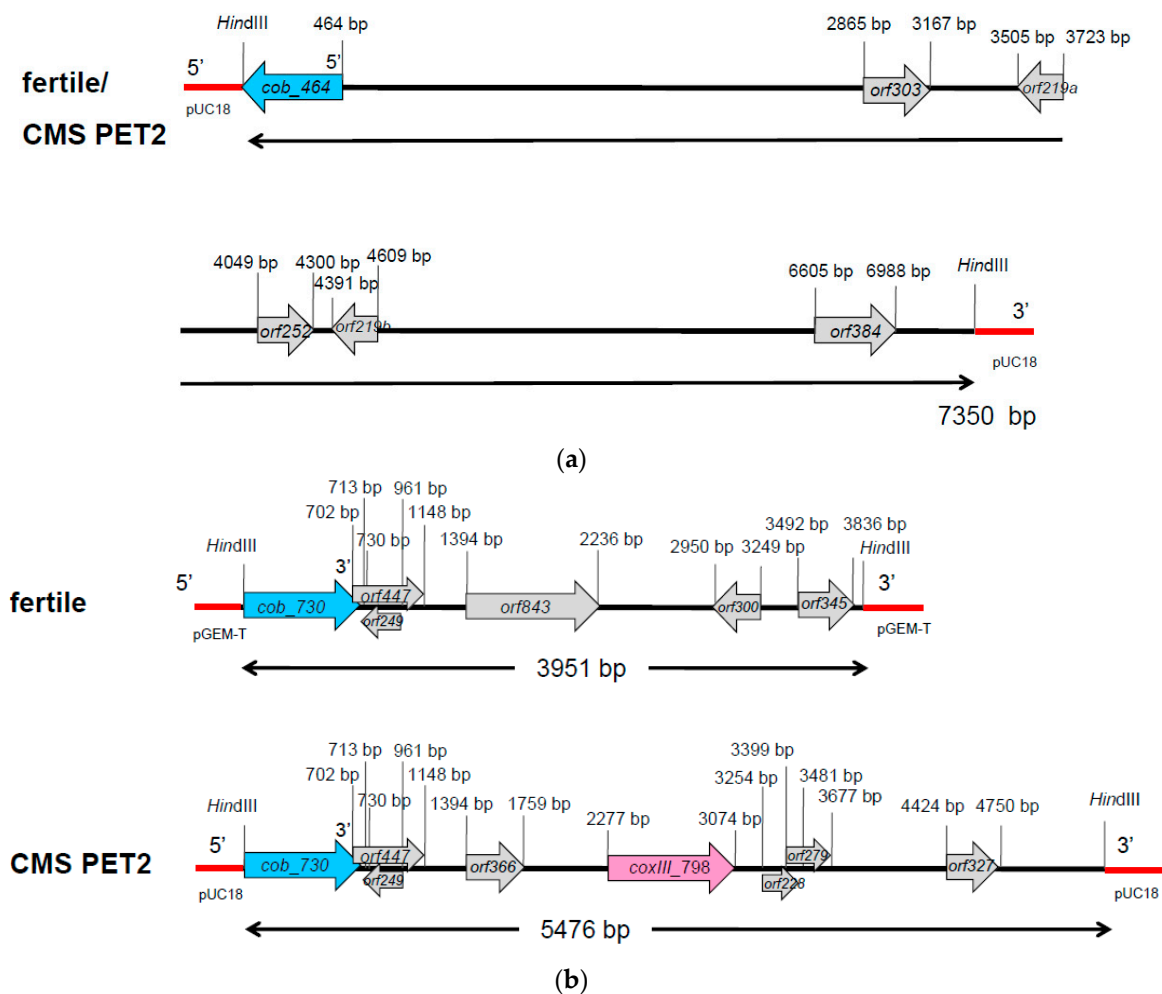 HindIII 464 bp 2865 bp 3167 bp 3505 bp 3723 bp
5' 5'
fertile/ cob_464 orf303 orf219a
pUC18
CMS PET2
4049 bp 4300 bp 4609 bp 6605 bp 6988 bp HindIII
4391 bp
3'
orf252 orf219b orf384
pUC18
7350 bp
(a)
713 bp 961 bp
702 bp 1148 bp 1394 bp 2236 bp 2950 bp 3249 bp 3492 bp 3836 bp
HindIII 730 bp HindIII
5' 3' 3'
fertile cob_730 orf447 orf843 orf300 orf345
orf249
pGEM-T pGEM-T
3951 bp
713 bp 961 bp 3399 bp
702 bp 1148 bp 3254 bp 3481 bp
HindIII 730 bp 1394 bp 1759 bp 2277 bp 3074 bp 3677 bp 4424 bp 4750 bp HindIII
5' 3' 3'
CMS PET2 cob_730 orf447 orf366 coxIII_798 orf279 orf327
orf249 orf228
pUC18 pUC18
5476 bp
(b)